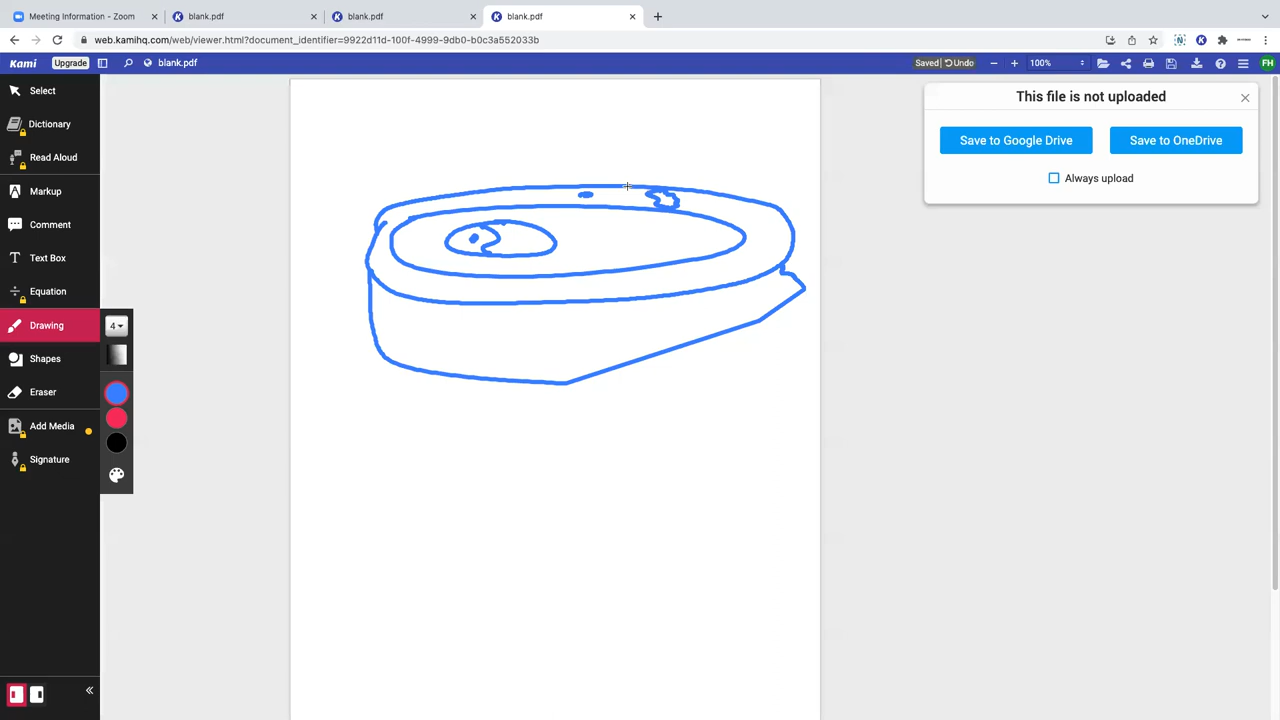 Meeting Information - Zoom
blank.pdf
blank.pdf
blank.pdf
web.kamihq.com/web/viewer.html?document_identifier=9922d11d-100f-4999-9db0-b0c3a552033b
Kami
Upgrade
blank.pdf
Saved
Undo
100%
FH
Select
Dictionary
Read Aloud
Markup
Comment
Text Box
Equation
Drawing
Shapes
Eraser
Add Media
Signature
4
This file is not uploaded
Save to Google Drive
Save to OneDrive
Always upload